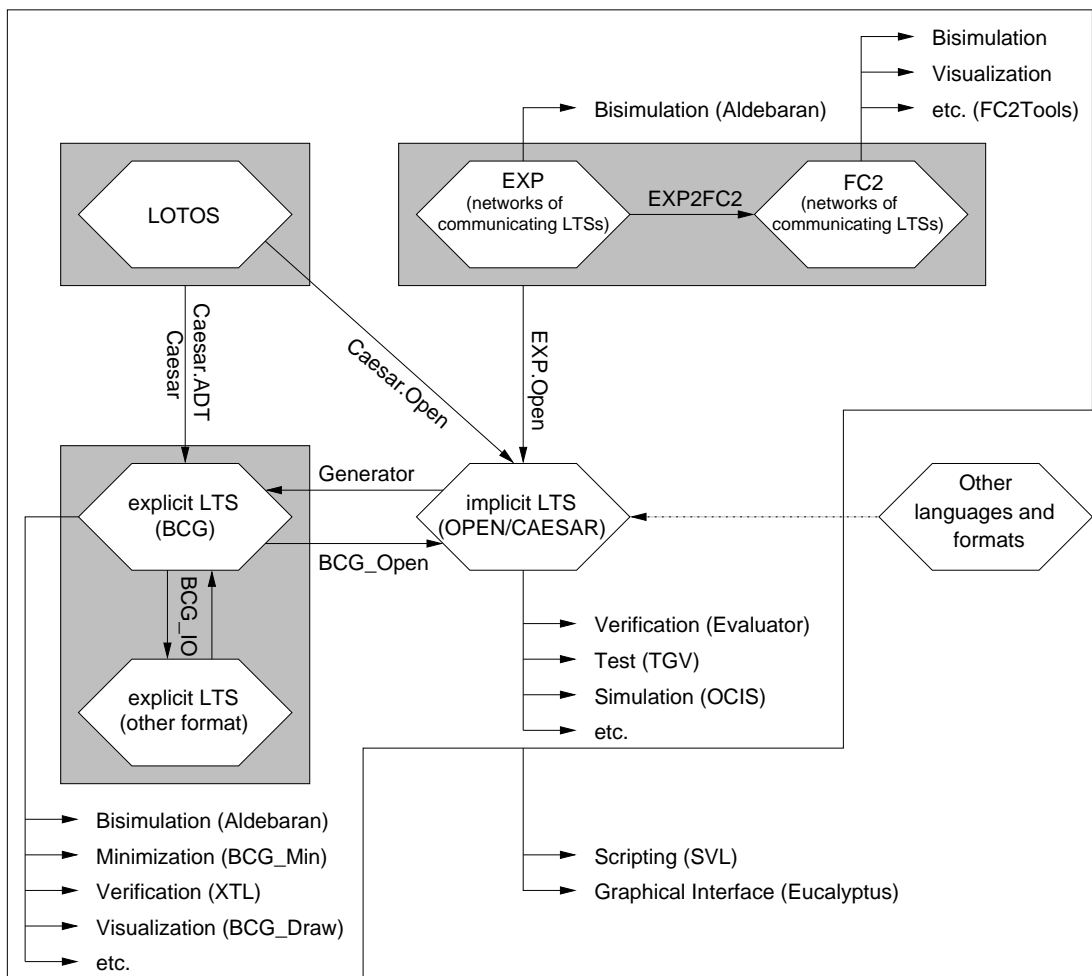 Bisimulation
Visualization
etc. (FC2Tools)
Bisimulation (Aldebaran)
LOTOS
EXP
(networks of
communicating LTSs)
EXP2FC2
FC2
(networks of
communicating LTSs)
Caesar.ADT
Caesar
Caesar.Open
EXP.Open
explicit LTS
(BCG)
Generator
BCG_Open
implicit LTS
(OPEN/CAESAR)
Other
languages and
formats
BCG_IO
explicit LTS
(other format)
Verification (Evaluator)
Test (TGV)
Simulation (OCIS)
etc.
Bisimulation (Aldebaran)
Minimization (BCG_Min)
Verification (XTL)
Visualization (BCG_Draw)
etc.
Scripting (SVL)
Graphical Interface (Eucalyptus)